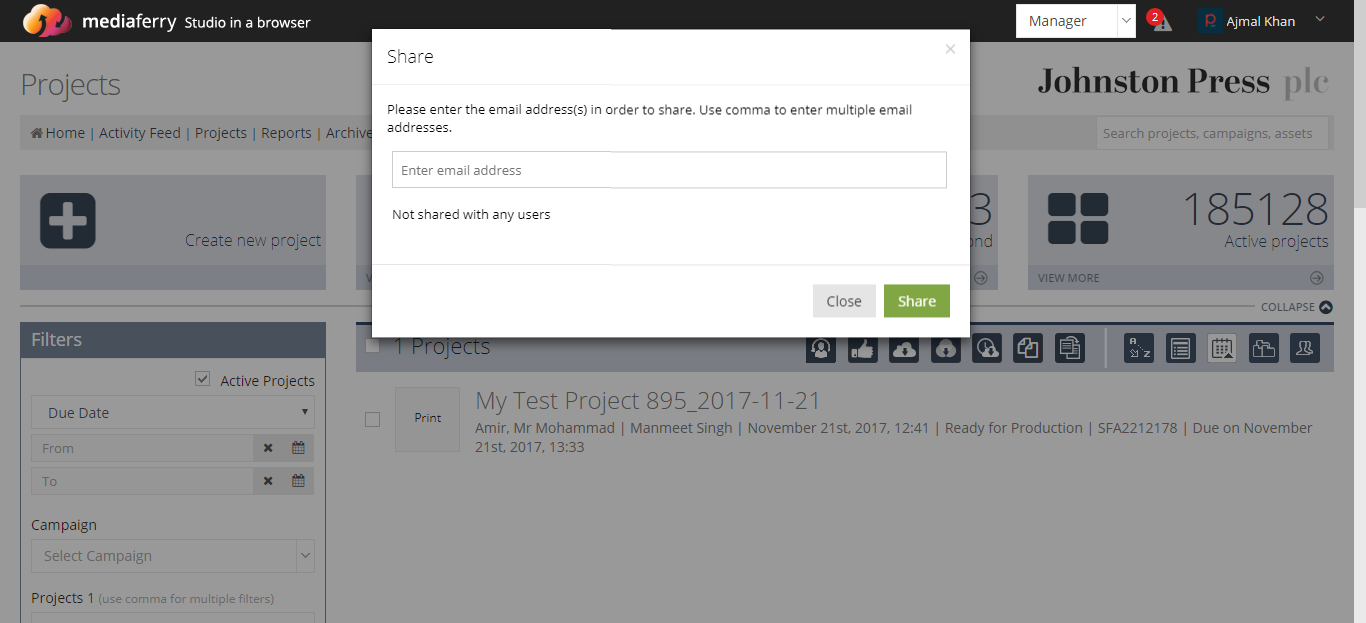 mediaferry Studio in a browser
Manager
2
Ajmal Khan
Share
×
Projects
Johnston Press plc
Please enter the email address(s) in order to share. Use comma to enter multiple email
addresses.
Home | Activity Feed | Projects | Reports | Archive
Search projects, campaigns, assets
Enter email address
Create new project
Not shared with any users
3
185128
Active projects
VIEW MORE
Close
Share
COLLAPSE
Filters
1 Projects
Active Projects
Due Date
From
To
Campaign
Select Campaign
Projects 1 (use comma for multiple filters)
Print
My Test Project 895_2017-11-21
Amir, Mr Mohammad | Manmeet Singh | November 21st, 2017, 12:41 | Ready for Production | SFA2212178 | Due on November
21st, 2017, 13:33